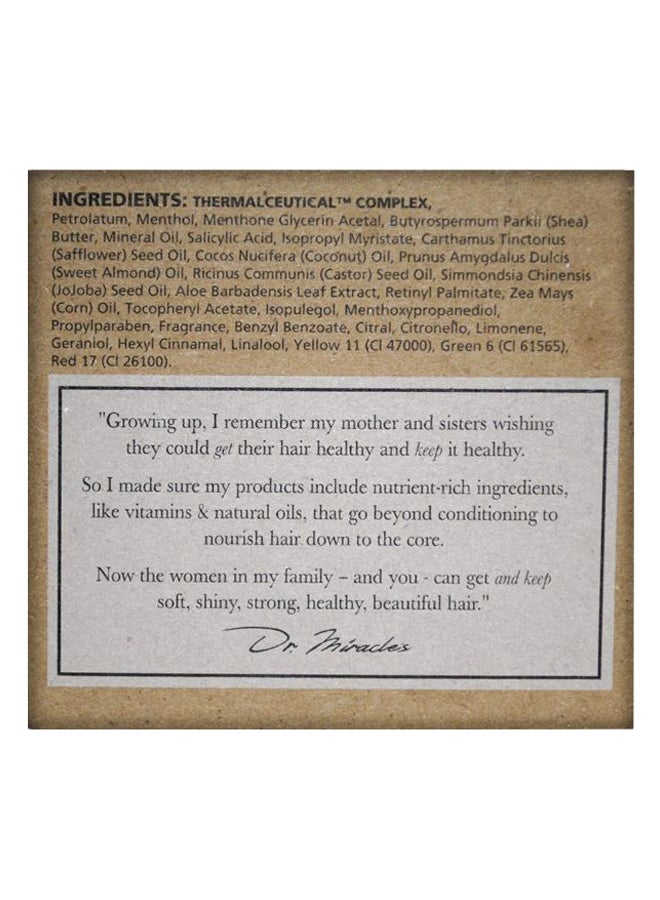 INGREDIENTS: THERMALCEUTICAL™ COMPLEX,
Petrolatum, Menthol, Menthone Glycerin Acetal, Butyrospermum Parkii (Shea)
Butter, Mineral Oil, Salicylic Acid, Isopropyl Myristate, Carthamus Tinctorius
(Safflower) Seed Oil, Cocos Nucifera (Coconut) Oil, Prunus Amygdalus Dulcis
(Sweet Almond) Oil, Ricinus Communis (Castor) Seed Oil, Simmondsia Chinensis
(JoJoba) Seed Oil, Aloe Barbadensis Leaf Extract, Retinyl Palmitate, Zea Mays
(Corn) Oil, Tocopheryl Acetate, Isopulegol, Menthoxypropanediol,
Propylparaben, Fragrance, Benzyl Benzoate, Citral, Citronello, Limonene,
Geraniol, Hexyl Cinnamal, Linalool, Yellow 11 (CI 47000), Green 6 (CI 61565),
Red 17 (CI 26100).
"Growing up, I remember my mother and sisters wishing
they could get their hair healthy and keep it healthy.
So I made sure my products include nutrient-rich ingredients,
like vitamins & natural oils, that go beyond conditioning to
nourish hair down to the core.
Now the women in my family – and you - can get and keep
soft, shiny, strong, healthy, beautiful hair."
Dr. Miracles